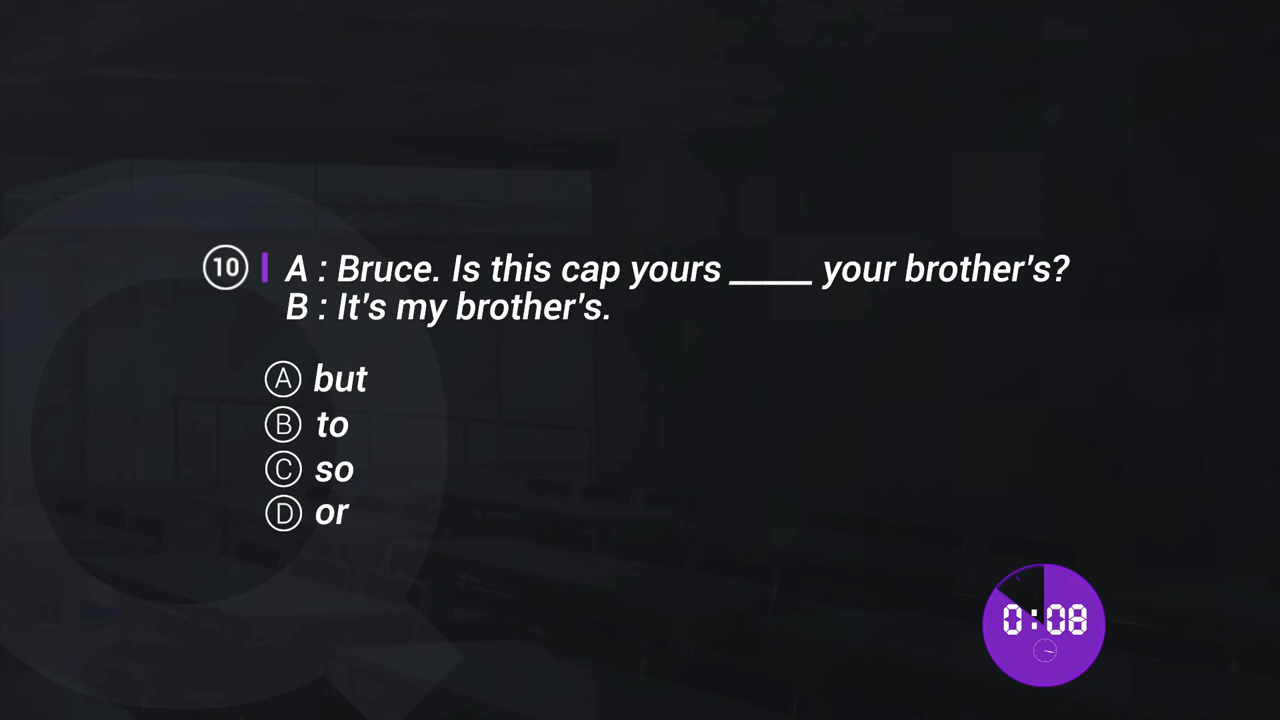 10 A : Bruce. Is this cap yours _____ your brother's?
B : It's my brother's.
A but
B to
C so
D or
0:08